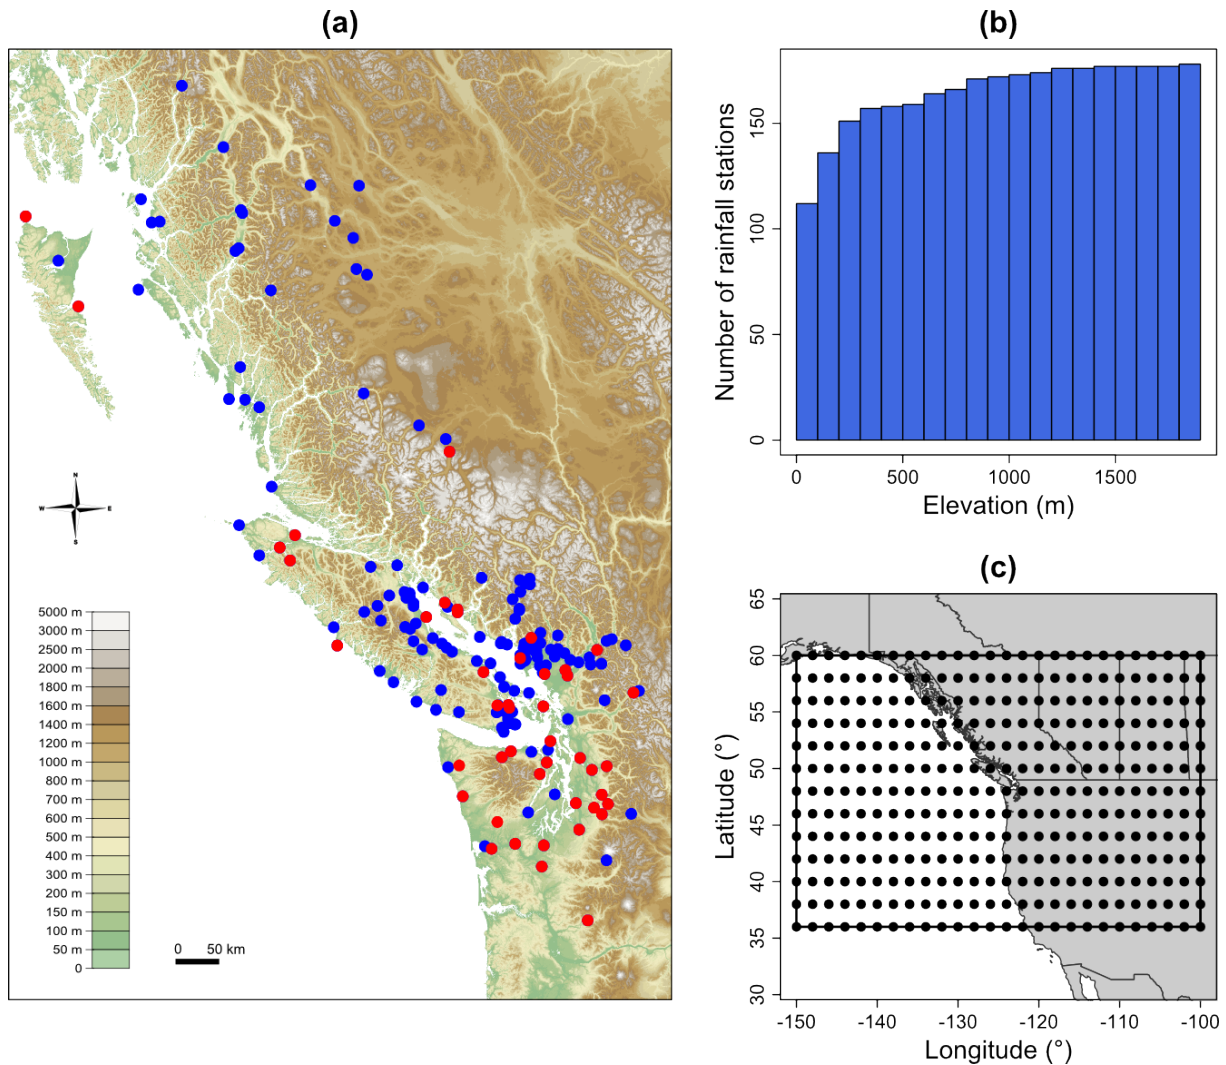 (a)
N
W
E
S
5000 m
3000 m
2500 m
2000 m
1800 m
1600 m
1400 m
1200 m
1000 m
800 m
700 m
600 m
500 m
400 m
300 m
200 m
150 m
100 m
50 m
0
0 50 km
(b)
Number of rainfall stations
150
100
50
0
0 500 1000 1500
Elevation (m)
(c)
Latitude (°)
65
60
55
50
45
40
35
30
-150 -140 -130 -120 -110 -100
Longitude (°)